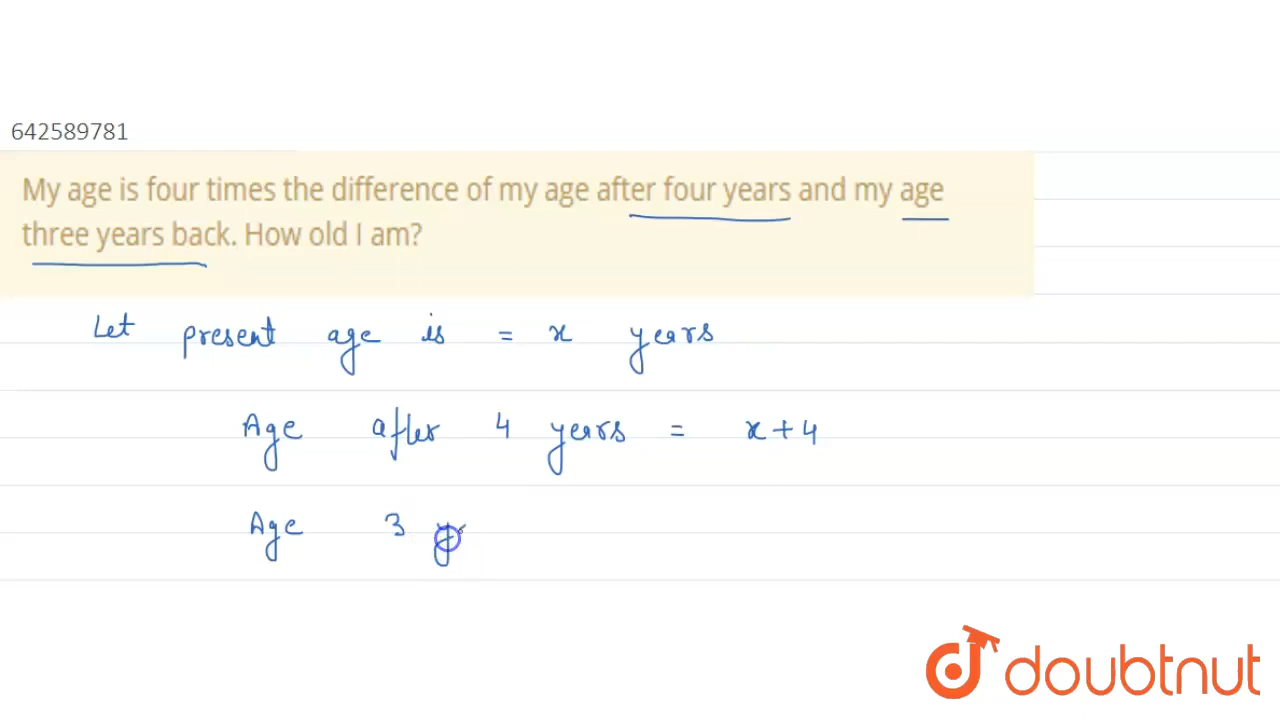 642589781
My age is four times the difference of my age after four years and my age
three years back. How old I am?
Let present age is = x years
Age after 4 years = x+4
Age 3 y
doubtnut